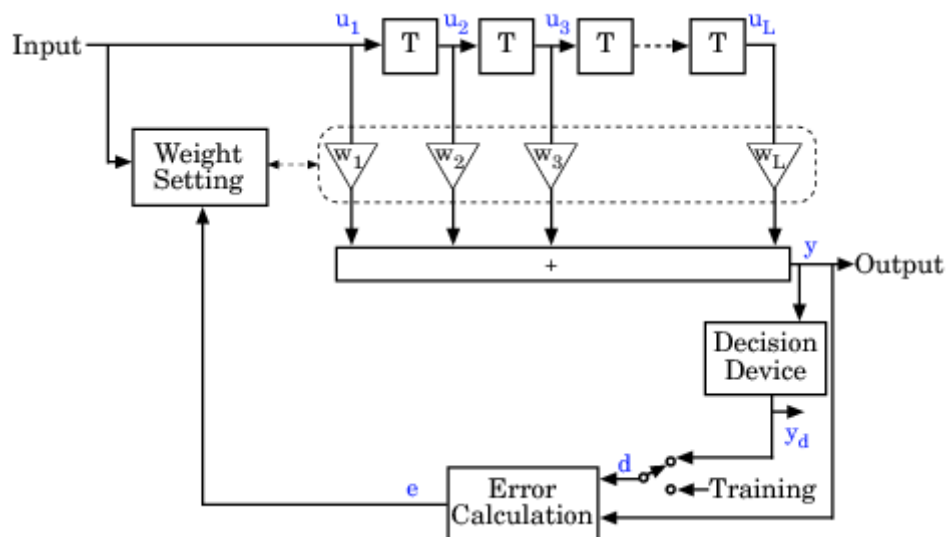 u1 u2 u3 uL
Input T T T T
Weight
Setting
w1 w2 w3 wL
+
y
Output
Decision
Device
yd
d
Training
e
Error
Calculation